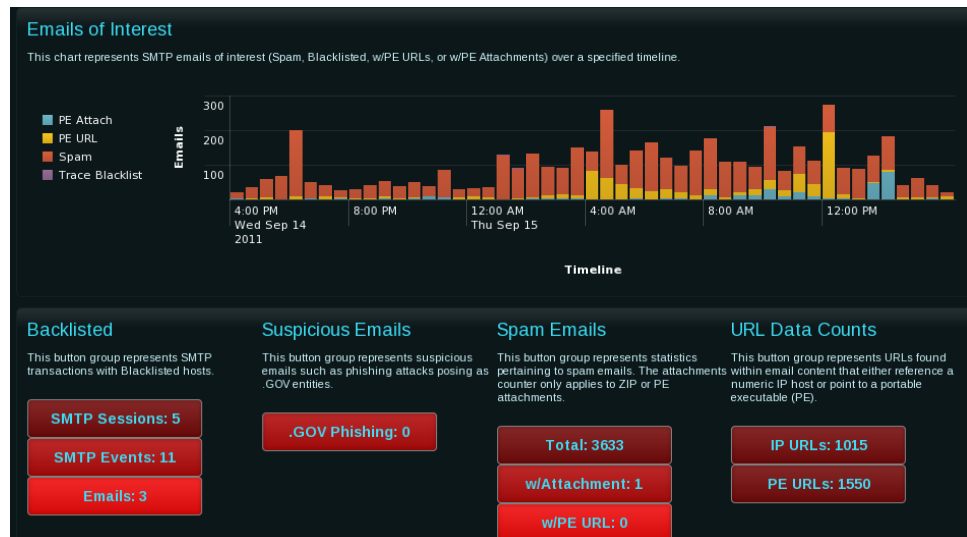 Emails of Interest
This chart represents SMTP emails of interest (Spam, Blacklisted, w/PE URLs, or w/PE Attachments) over a specified timeline.
PE Attach
PE URL
Spam
Trace Blacklist
Emails
300
200
100
4:00 PM
Wed Sep 14
2011
8:00 PM
12:00 AM
Thu Sep 15
4:00 AM
8:00 AM
12:00 PM
Timeline
Backlisted
This button group represents SMTP
transactions with Blacklisted hosts.
SMTP Sessions: 5
SMTP Events: 11
Emails: 3
Suspicious Emails
This button group represents suspicious
emails such as phishing attacks posing as
.GOV entities.
.GOV Phishing: 0
Spam Emails
This button group represents statistics
pertaining to spam emails. The attachments
counter only applies to ZIP or PE
attachments.
Total: 3633
w/Attachment: 1
w/PE URL: 0
URL Data Counts
This button group represents URLs found
within email content that either reference a
numeric IP host or point to a portable
executable (PE).
IP URLs: 1015
PE URLs: 1550